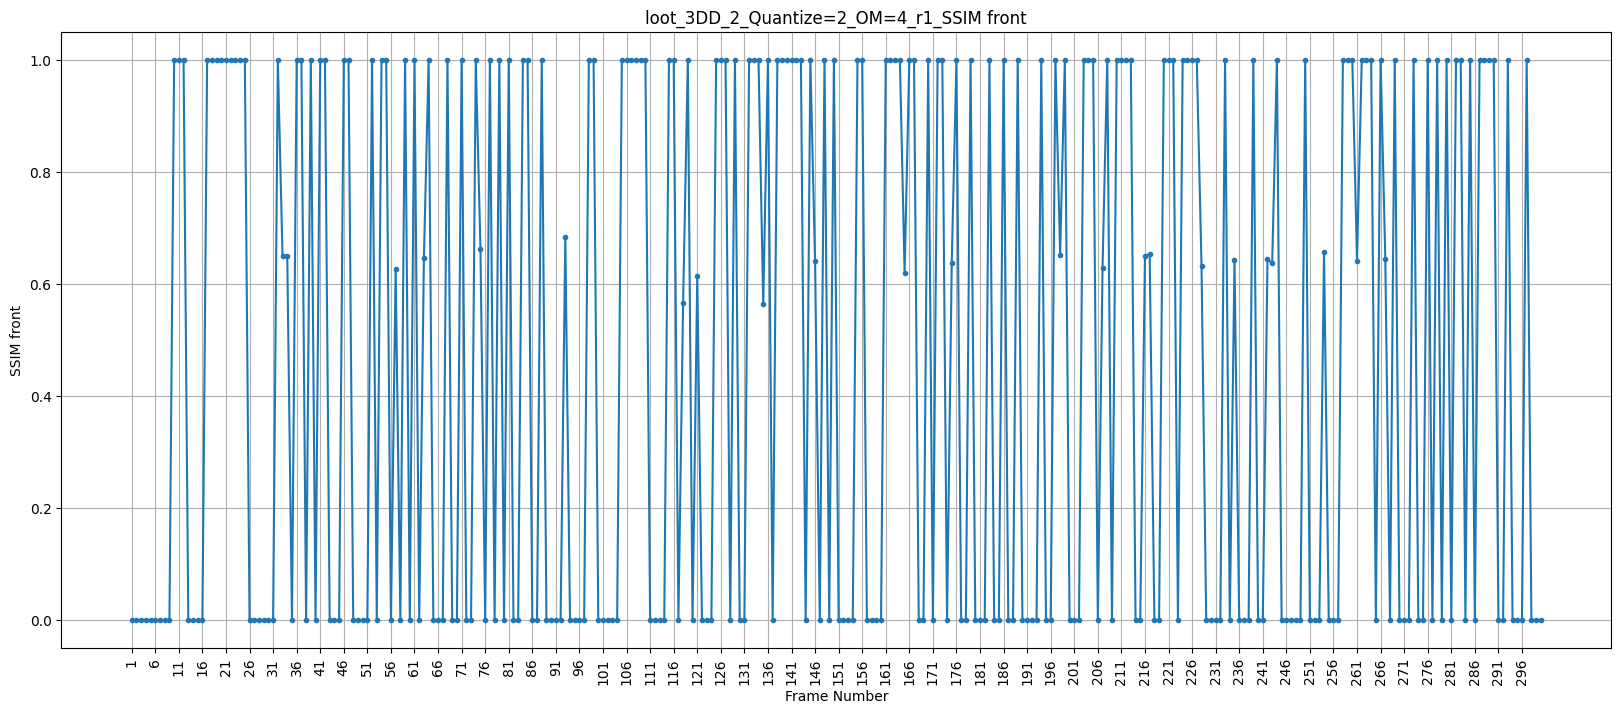 loot_3DD_2_Quantize=2_OM=4_r1_SSIM front
SSIM front
1.0
0.8
0.6
0.4
0.2
0.0
1 6 11 16 21 26 31 36 41 46 51 56 61 66 71 76 81 86 91 96 101 106 111 116 121 126 131 136 141 146 151 156 161 166 171 176 181 186 191 196 201 206 211 216 221 226 231 236 241 246 251 256 261 266 271 276 281 286 291 296
Frame Number